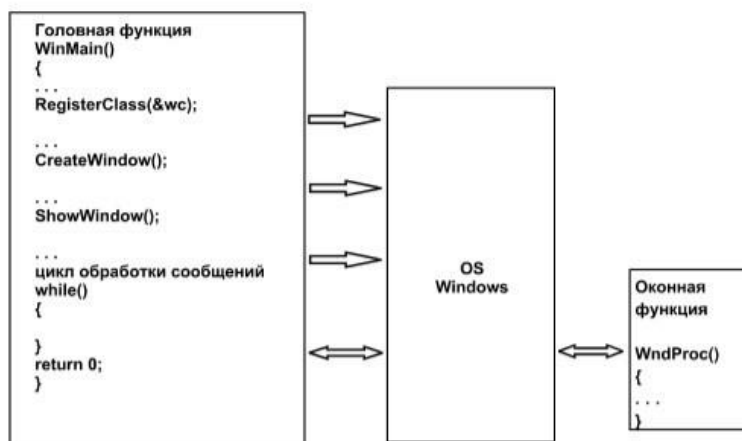 Головная функция
WinMain()
{
. . .
RegisterClass(&wc);
. . .
CreateWindow();
. . .
ShowWindow();
. . .
цикл обработки сообщений
while()
{
}
return 0;
}
OS
Windows
Оконная
функция
WndProc()
{
. . .
}